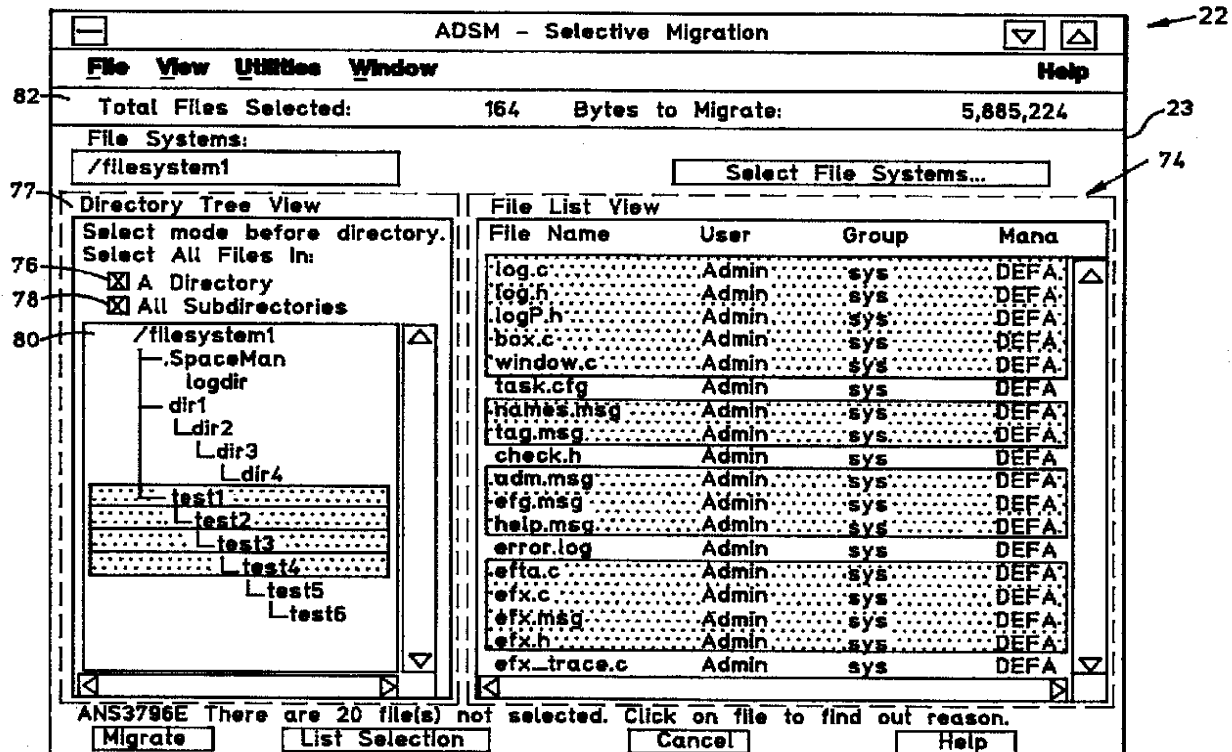 22
ADSM - Selective Migration
File View Utilities Window Help
82 Total Files Selected: 164 Bytes to Migrate: 5,885,224
23
File Systems:
/filesystem1 Select File Systems...
74
77
Directory Tree View
Select mode before directory.
Select All Files In:
76
A Directory
78
All Subdirectories
80
/filesystem1
.SpaceMan
logdir
dir1
dir2
dir3
dir4
test1
test2
test3
test4
test5
test6
File List View
File Name User Group Mana
log.c Admin sys DEFA
log.h Admin sys DEFA
logP.h Admin sys DEFA
box.c Admin sys DEFA
window.c Admin sys DEFA
task.cfg Admin sys DEFA
names.msg Admin sys DEFA
tag.msg Admin sys DEFA
check.h Admin sys DEFA
adm.msg Admin sys DEFA
efg.msg Admin sys DEFA
help.msg Admin sys DEFA
error.log Admin sys DEFA
efta.c Admin sys DEFA
efx.c Admin sys DEFA
efx.msg Admin sys DEFA
efx.h Admin sys DEFA
efx_trace.c Admin sys DEFA
ANS3796E There are 20 file(s) not selected. Click on file to find out reason.
Migrate List Selection Cancel Help